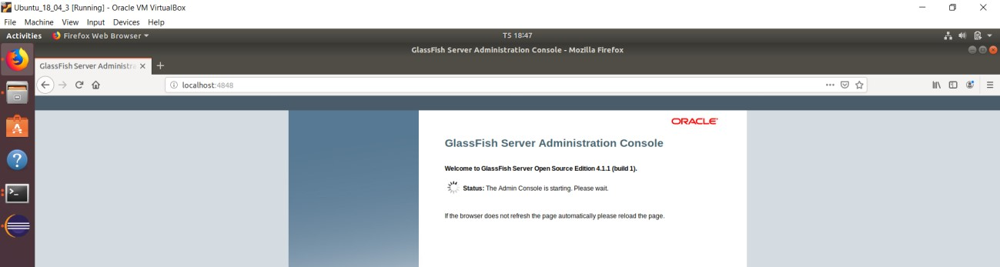 Ubuntu_18_04_3 [Running] - Oracle VM VirtualBox
File Machine View Input Devices Help
Activities Firefox Web Browser T5 18:47
GlassFish Server Administration Console - Mozilla Firefox
GlassFish Server Administra
localhost:4848
ORACLE
GlassFish Server Administration Console
Welcome to GlassFish Server Open Source Edition 4.1.1 (build 1).
Status: The Admin Console is starting. Please wait.
If the browser does not refresh the page automatically please reload the page.